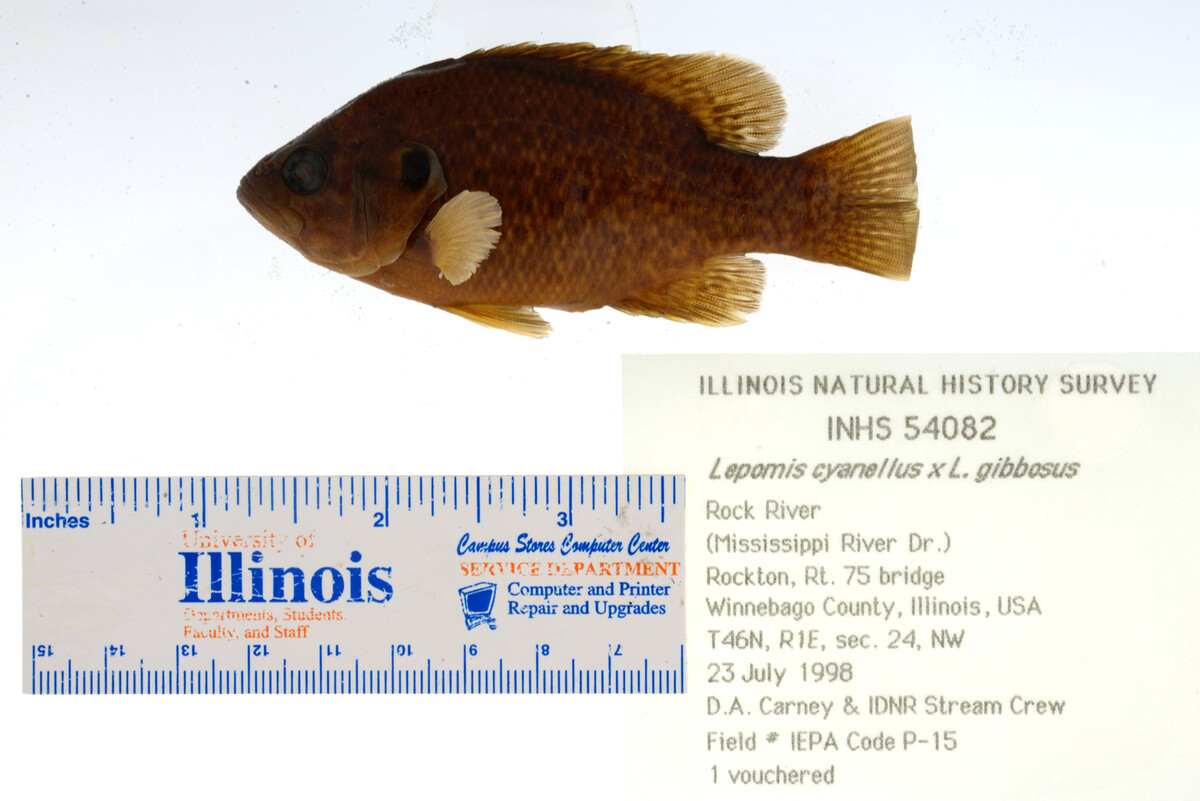 ILLINOIS NATURAL HISTORY SURVEY
INHS 54082
Lepomis cyanellus x L. gibbosus
Rock River
(Mississippi River Dr.)
Rockton, Rt. 75 bridge
Winnebago County, Illinois, USA
T46N, R1E, sec. 24, NW
23 July 1998
D.A. Carney & IDNR Stream Crew
Field # IEPA Code P-15
1 vouchered
Inches 1 2 3
University of
Illinois
Departments, Students,
Faculty, and Staff
Campus Stores Computer Center
SERVICE DEPARTMENT
Computer and Printer
Repair and Upgrades
15 14 13 12 11 10 9 8 7